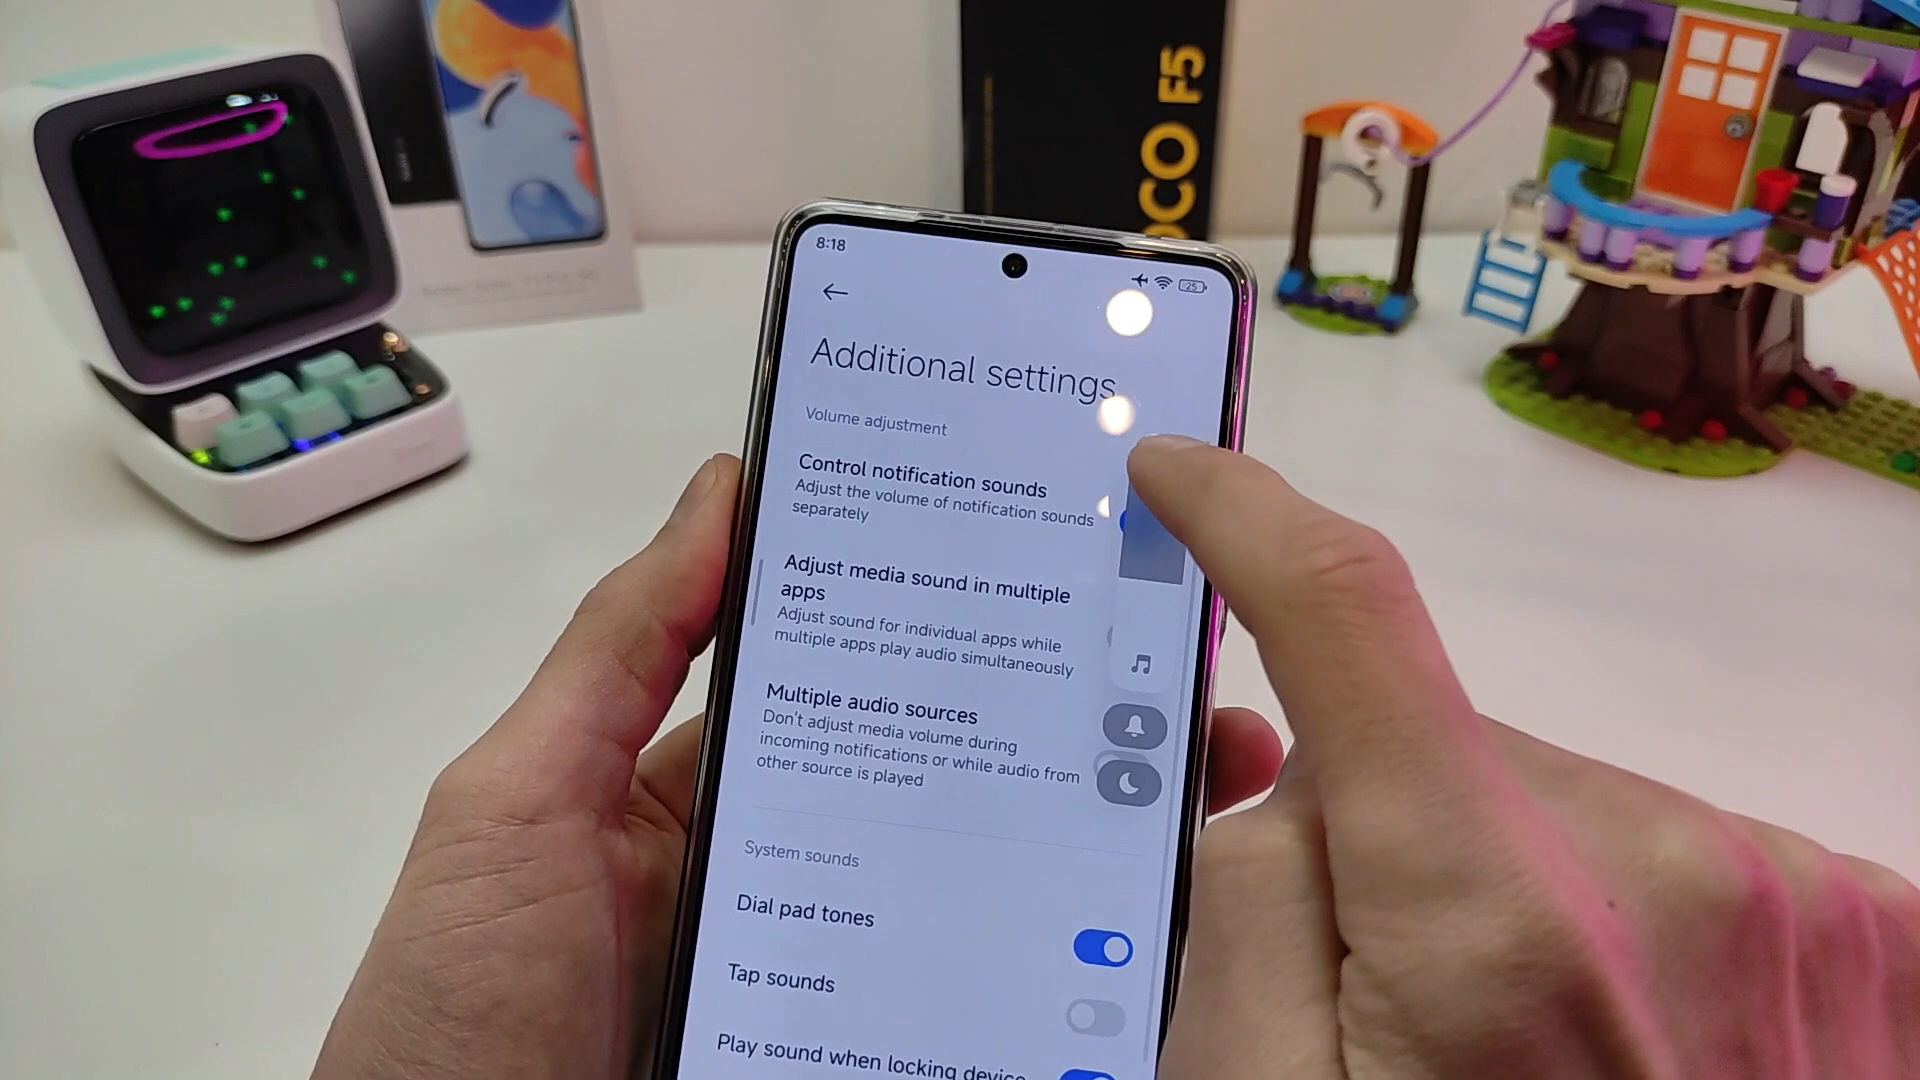 OCO F5
8:18
25
Additional settings
Volume adjustment
Control notification sounds
Adjust the volume of notification sounds
separately
Adjust media sound in multiple
apps
Adjust sound for individual apps while
multiple apps play audio simultaneously
Multiple audio sources
Don't adjust media volume during
incoming notifications or while audio from
other source is played
System sounds
Dial pad tones
Tap sounds
Play sound when locking device